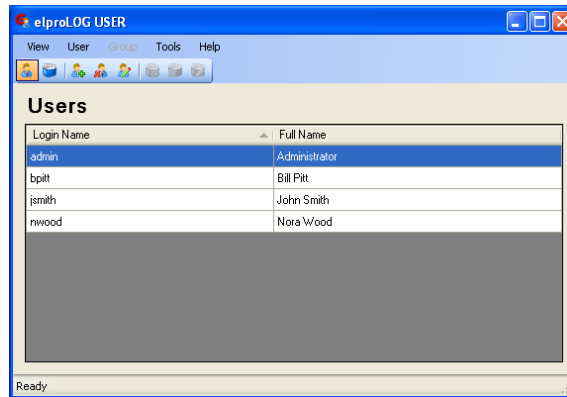 elproLOG USER
View User Group Tools Help
Users
Login Name Full Name
admin Administrator
bpitt Bill Pitt
jsmith John Smith
nwood Nora Wood
Ready